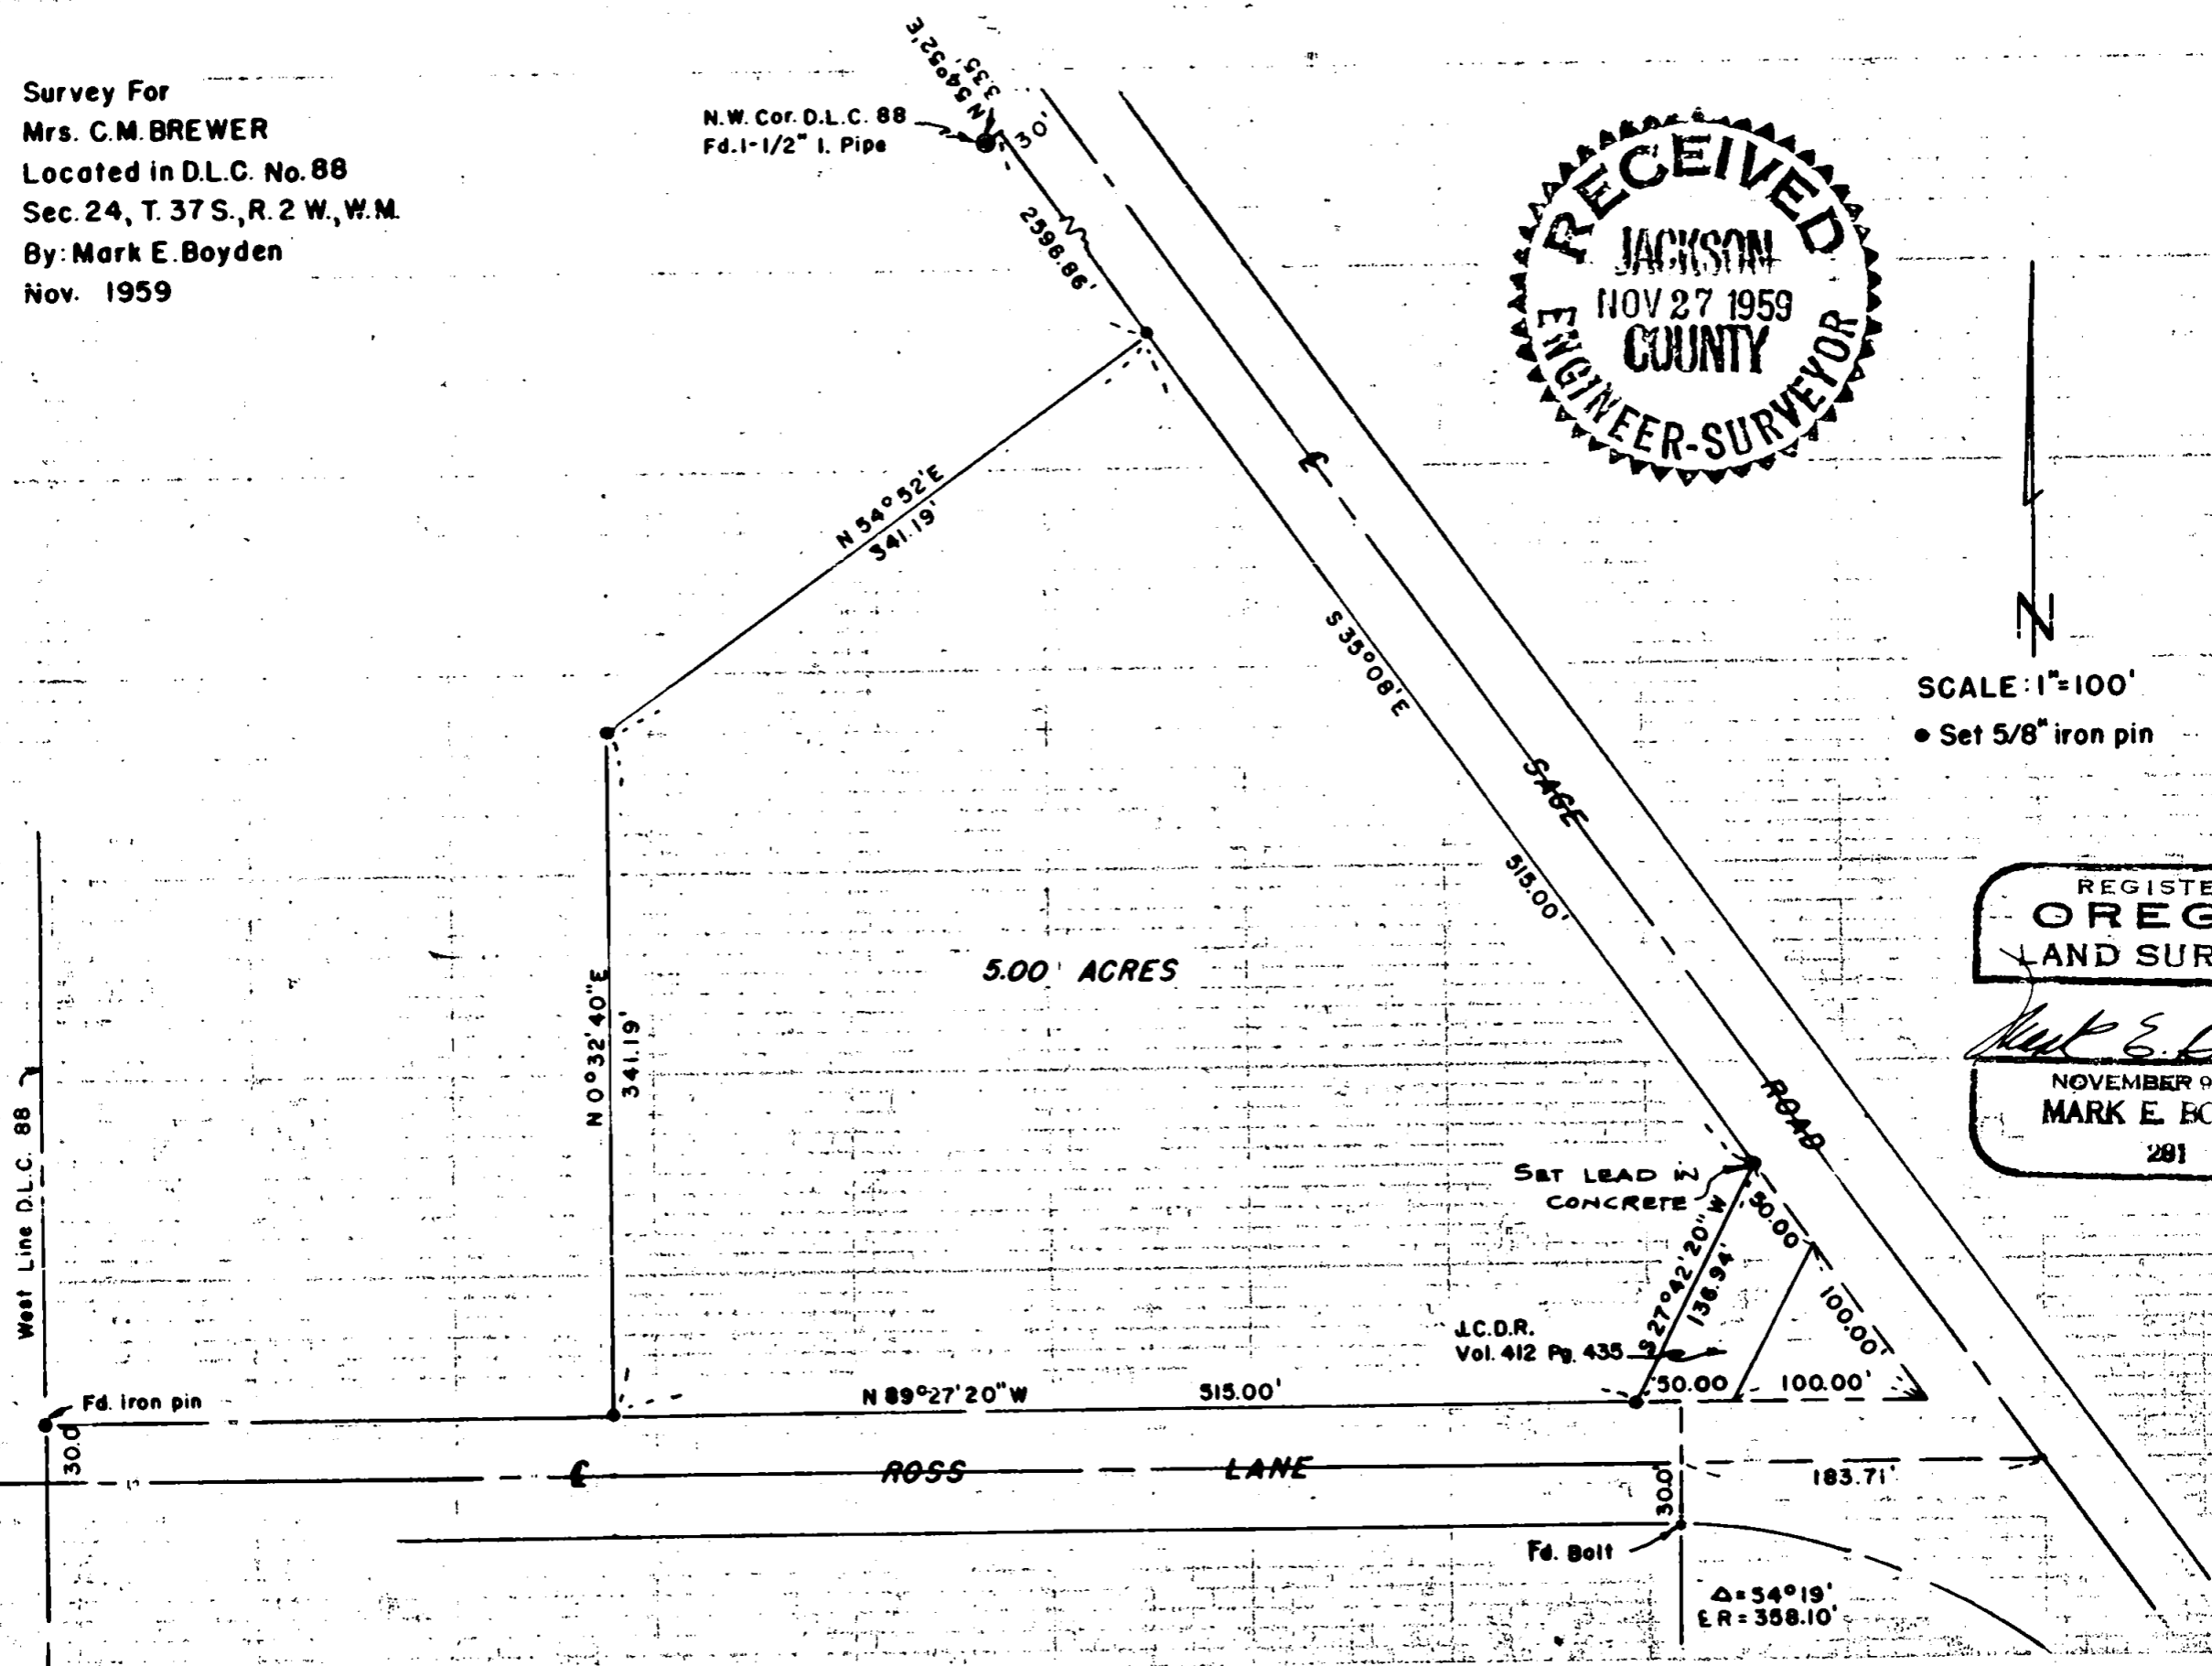 Survey For
Mrs. C.M. BREWER
Located in D.L.C. No. 88
Sec. 24, T. 37 S., R. 2 W., W.M.
By: Mark E. Boyden
Nov. 1959
N.W. Cor. D.L.C. 88
Fd. 1-1/2" I. Pipe
N 54°52'E
3.35'
30'
2598.86'
RECEIVED
JACKSON
NOV 27 1959
COUNTY
ENGINEER-SURVEYOR
N
SCALE: 1"=100'
● Set 5/8" iron pin
N 54°52'E
341.19'
S 35°08'E
515.00'
℄
SAGE
ROAD
5.00 ACRES
N 0°32'40"E
341.19'
West Line D.L.C. 88
REGISTE
OREG
LAND SUR
Mark E.
NOVEMBER 9
MARK E. BO
281
SET LEAD IN
CONCRETE
S 27°42'20" W
136.94'
50.00
100.00'
J.C.D.R.
Vol. 412 Pg. 435
Fd. iron pin
30.0
N 89°27'20" W 515.00'
50.00 100.00'
℄ ROSS LANE
183.71'
30.0'
Fd. Bolt
Δ=54°19'
℄ R=358.10'